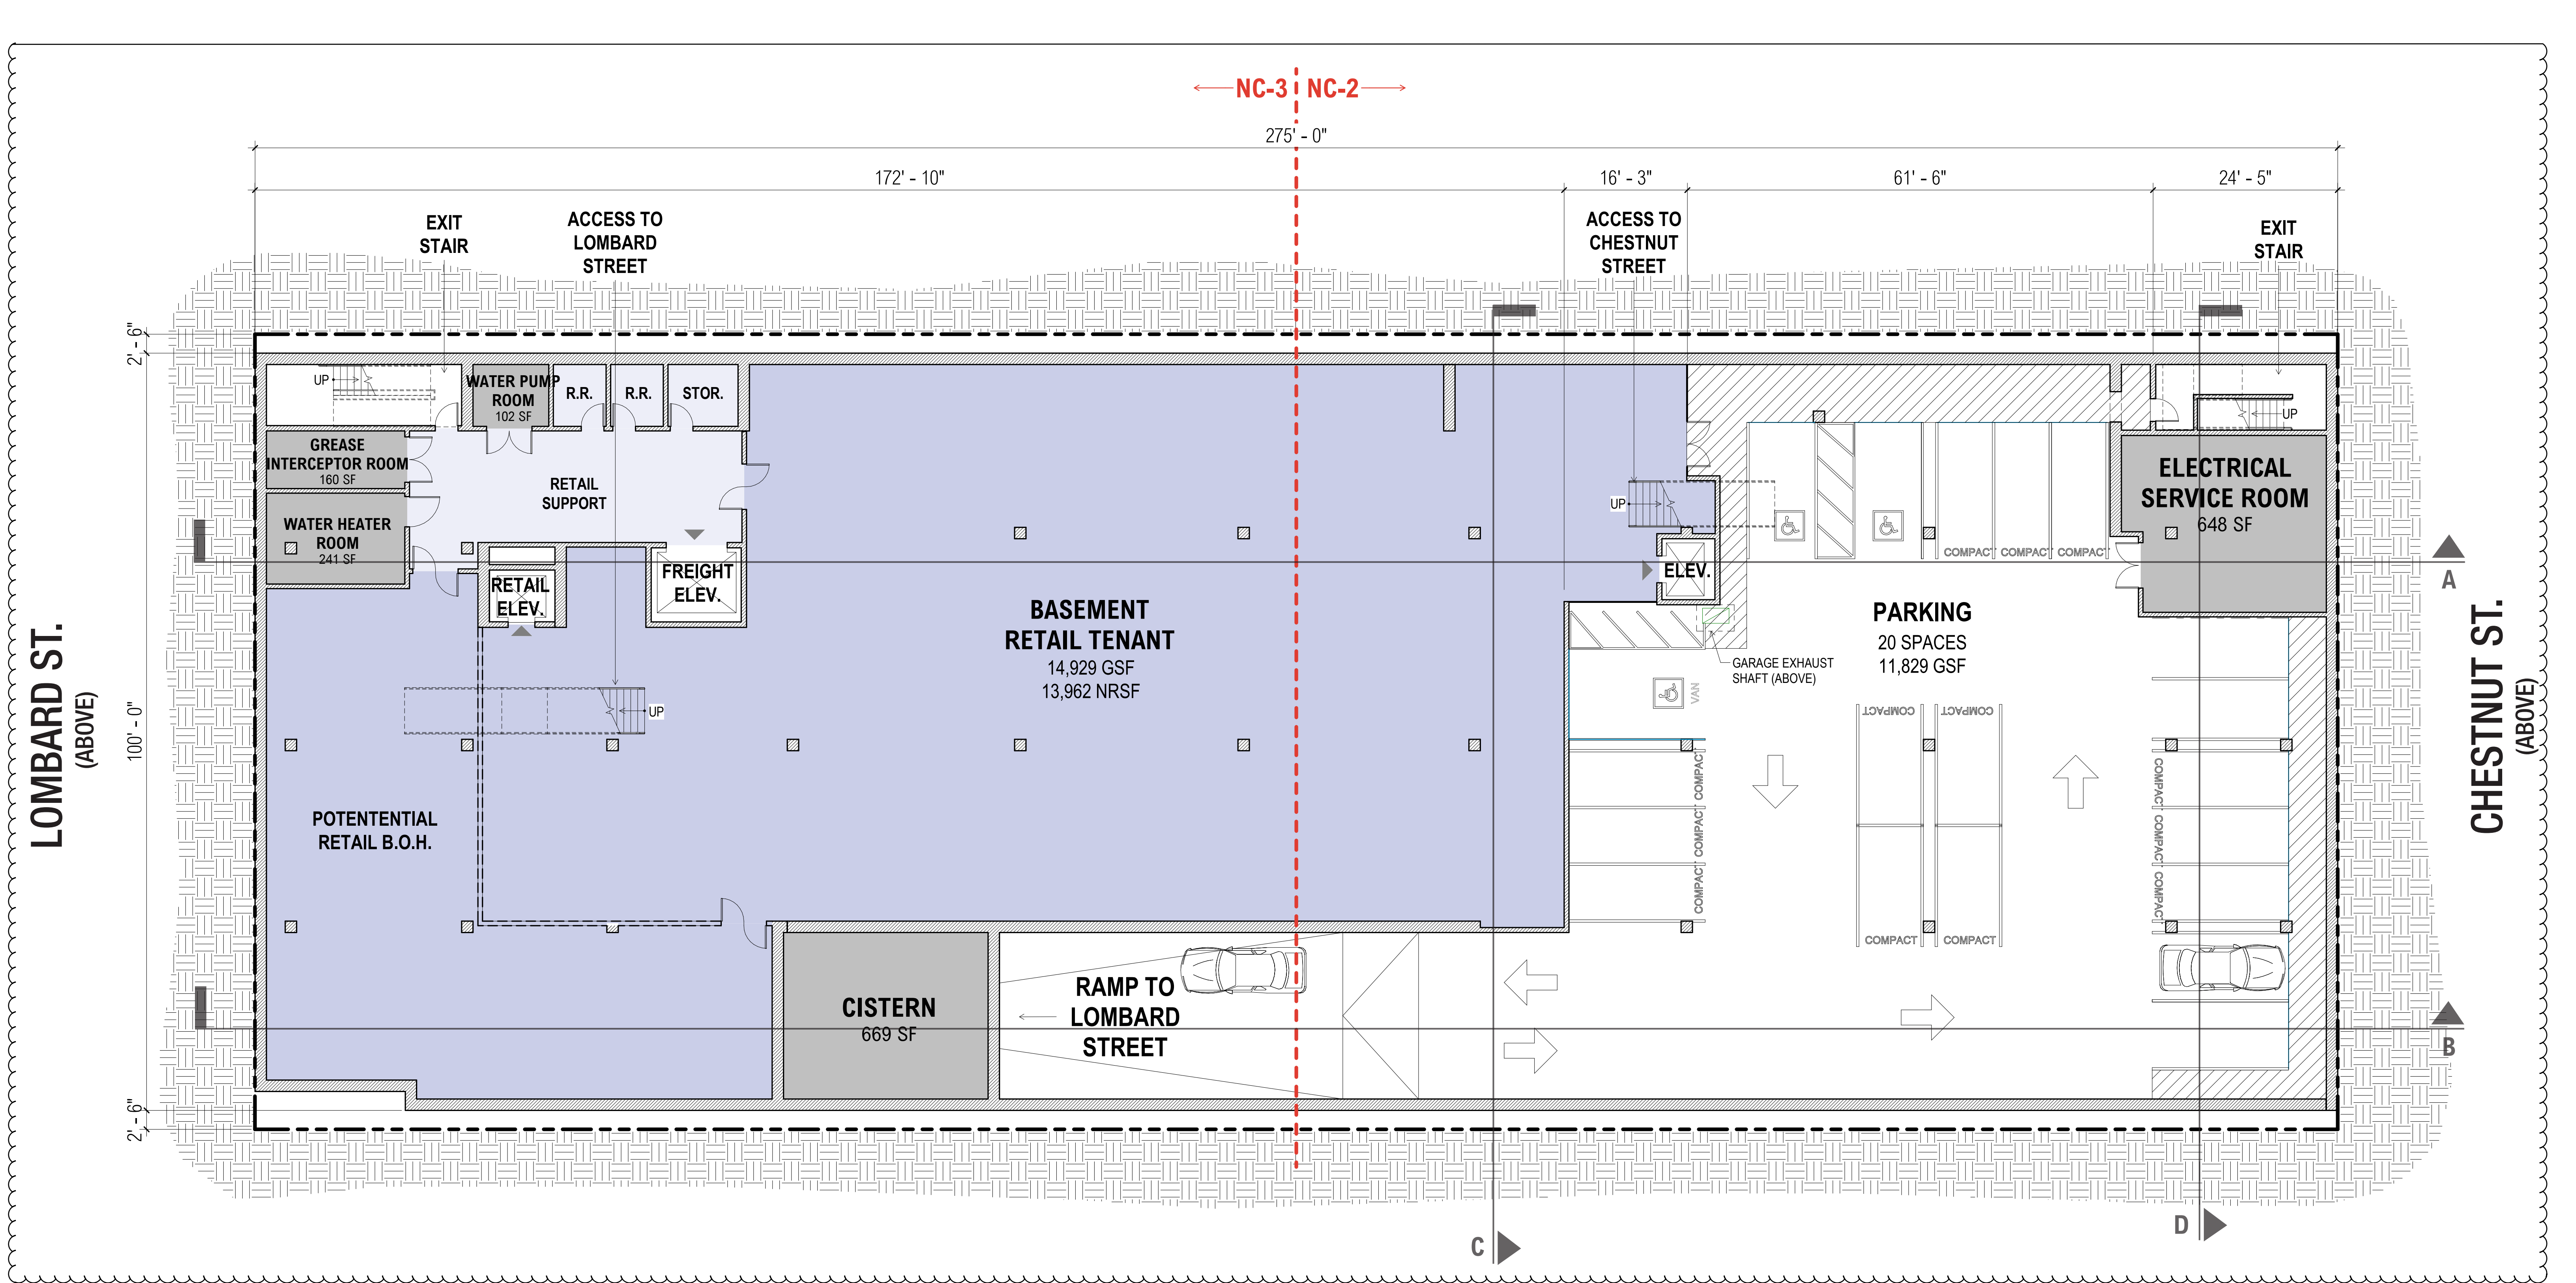 NC-3
NC-2
275' - 0"
172' - 10"
16' - 3"
61' - 6"
24' - 5"
EXIT
STAIR
ACCESS TO
LOMBARD
STREET
ACCESS TO
CHESTNUT
STREET
EXIT
STAIR
2' - 6"
100' - 0"
2' - 6"
LOMBARD ST.
(ABOVE)
CHESTNUT ST.
(ABOVE)
UP
WATER PUMP
ROOM
102 SF
R.R.
R.R.
STOR.
GREASE
INTERCEPTOR ROOM
160 SF
RETAIL
SUPPORT
WATER HEATER
ROOM
241 SF
RETAIL
ELEV.
FREIGHT
ELEV.
UP
POTENTENTIAL
RETAIL B.O.H.
BASEMENT
RETAIL TENANT
14,929 GSF
13,962 NRSF
UP
ELEV.
GARAGE EXHAUST
SHAFT (ABOVE)
VAN
PARKING
20 SPACES
11,829 GSF
COMPACT
COMPACT
COMPACT
ELECTRICAL
SERVICE ROOM
648 SF
UP
COMPACT
COMPACT
COMPACT
COMPACT
COMPACT
COMPACT
COMPACT
COMPACT
COMPACT
COMPACT
CISTERN
669 SF
RAMP TO
LOMBARD
STREET
A
B
C
D